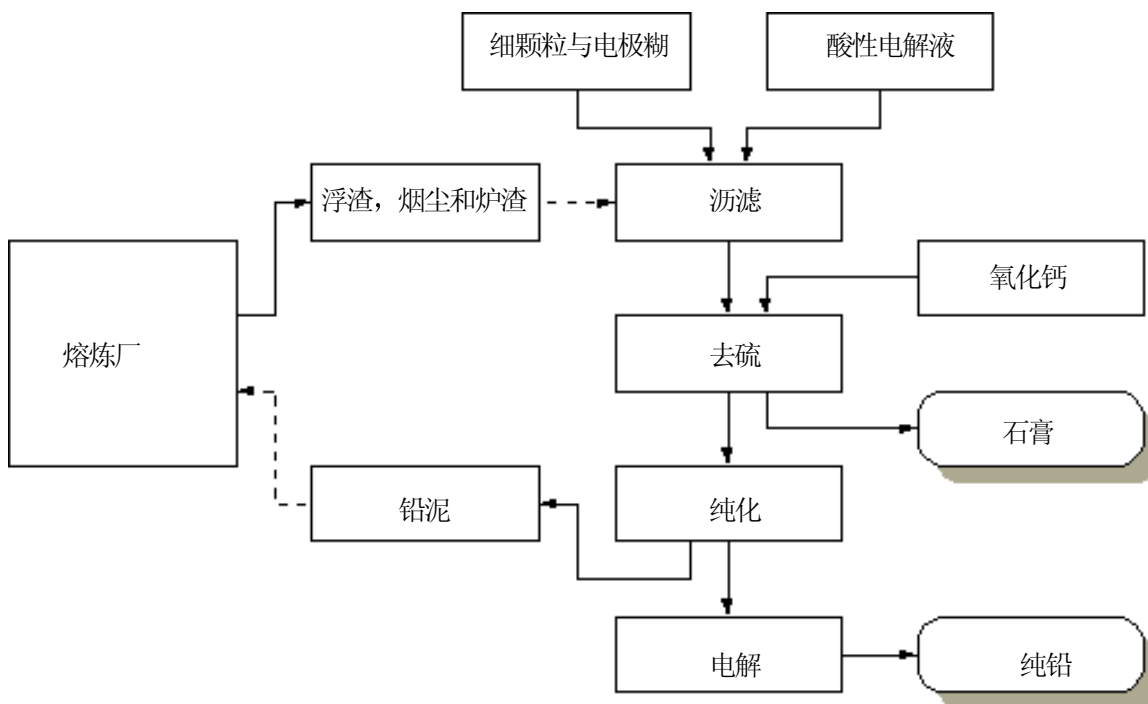 细颗粒与电极糊
酸性电解液
浮渣，烟尘和炉渣
沥滤
氧化钙
熔炼厂
去硫
石膏
铅泥
纯化
电解
纯铅